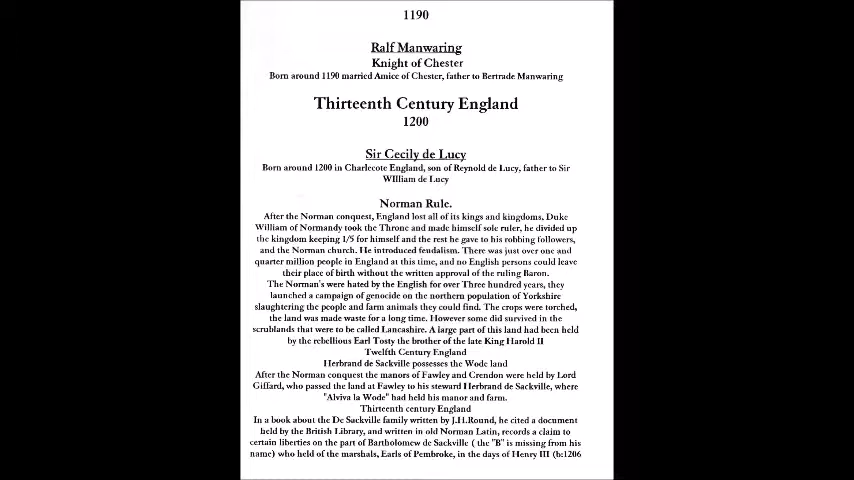 1190
Ralf Manwaring
Knight of Chester
Born around 1190 married Amice of Chester, father to Bertrade Manwaring
Thirteenth Century England
1200
Sir Cecily de Lucy
Born around 1200 in Charlecote England, son of Reynold de Lucy, father to Sir
WIlliam de Lucy
Norman Rule.
After the Norman conquest, England lost all of its kings and kingdoms, Duke
William of Normandy took the Throne and made himself sole ruler, he divided up
the kingdom keeping 1/5 for himself and the rest he gave to his robbing followers,
and the Norman church. He introduced feudalism. There was just over one and
quarter million people in England at this time, and no English persons could leave
their place of birth without the written approval of the ruling Baron.
The Norman's were hated by the English for over Three hundred years, they
launched a campaign of genocide on the northern population of Yorkshire
slaughtering the people and farm animals they could find. The crops were torched,
the land was made waste for a long time. However some did survived in the
scrublands that were to be called Lancashire. A large part of this land had been held
by the rebellious Earl Tosty the brother of the late King Harold II
Twelfth Century England
Herbrand de Sackville possesses the Wode land
After the Norman conquest the manors of Fawley and Crendon were held by Lord
Giffard, who passed the land at Fawley to his steward Herbrand de Sackville, where
"Alviva la Wode" had held his manor and farm.
Thirteenth century England
In a book about the De Sackville family written by J.H.Round, he cited a document
held by the British Library, and written in old Norman Latin, records a claim to
certain liberties on the part of Bartholomew de Sackville ( the "B" is missing from his
name) who held of the marshals, Earls of Pembroke, in the days of Henry III (b:1206